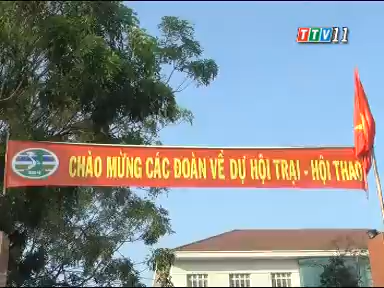 TTV11
CHÀO MỪNG CÁC ĐOÀN VỀ DỰ HỘI TRẠI - HỘI THAO